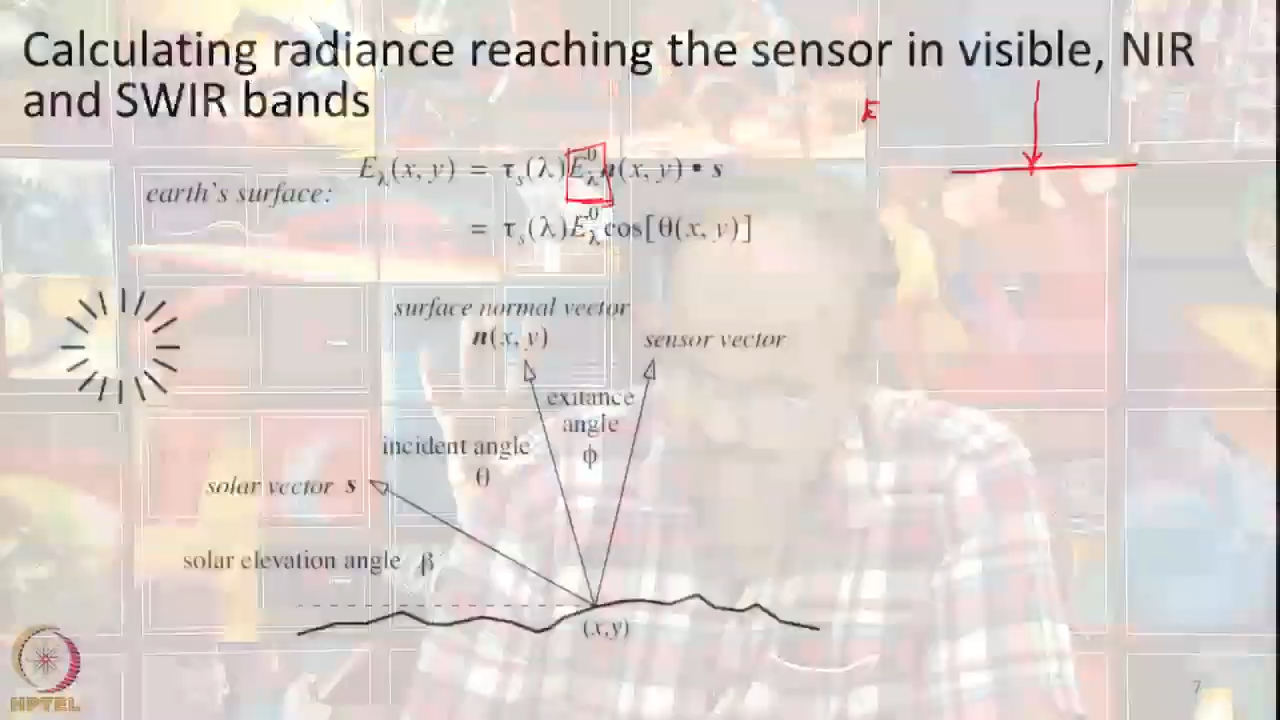 Calculating radiance reaching the sensor in visible, NIR
and SWIR bands
E
earth's surface: E_λ(x, y) = τ_s(λ)E_λ^0 n(x, y) • s
= τ_s(λ)E_λ^0 cos[θ(x, y)]
surface normal vector
n(x, y)
sensor vector
exitance
angle
ϕ
incident angle
θ
solar vector s
solar elevation angle β
(x,y)
NPTEL
7